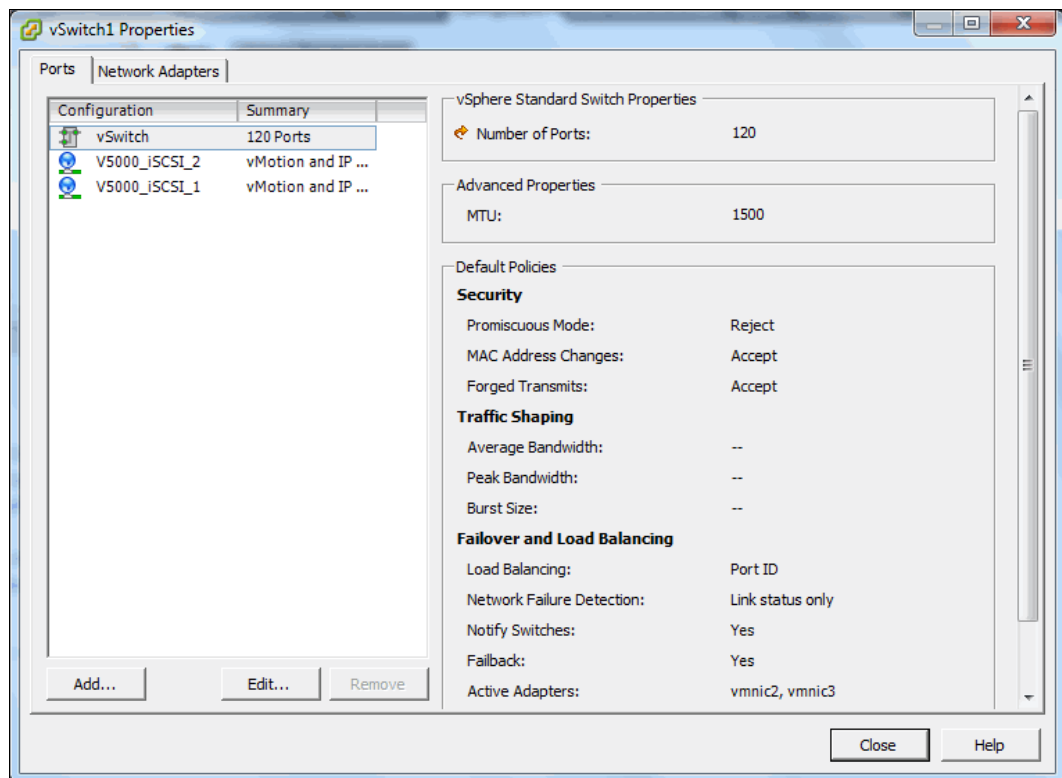 vSwitch1 Properties
Ports Network Adapters
Configuration Summary
vSwitch 120 Ports
V5000_iSCSI_2 vMotion and IP ...
V5000_iSCSI_1 vMotion and IP ...
Add... Edit... Remove
vSphere Standard Switch Properties
Number of Ports: 120
Advanced Properties
MTU: 1500
Default Policies
Security
Promiscuous Mode: Reject
MAC Address Changes: Accept
Forged Transmits: Accept
Traffic Shaping
Average Bandwidth: --
Peak Bandwidth: --
Burst Size: --
Failover and Load Balancing
Load Balancing: Port ID
Network Failure Detection: Link status only
Notify Switches: Yes
Failback: Yes
Active Adapters: vmnic2, vmnic3
Close Help